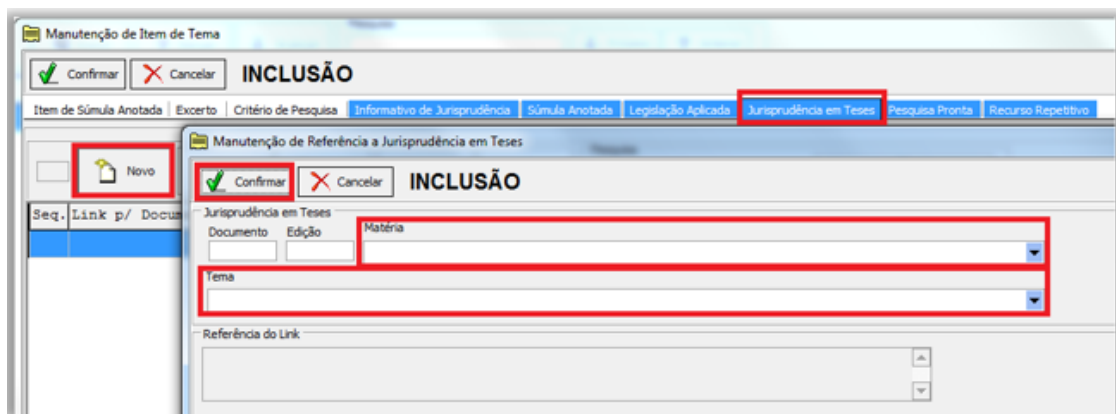 Manutenção de Item de Tema
Confirmar Cancelar INCLUSÃO
Item de Súmula Anotada Excerto Critério de Pesquisa Informativo de Jurisprudência Súmula Anotada Legislação Aplicada Jurisprudência em Teses Pesquisa Pronta Recurso Repetitivo
Manutenção de Referência a Jurisprudência em Teses
Novo
Confirmar Cancelar INCLUSÃO
Seq. Link p/ Docum
Jurisprudência em Teses
Documento Edição Matéria
Tema
Referência do Link